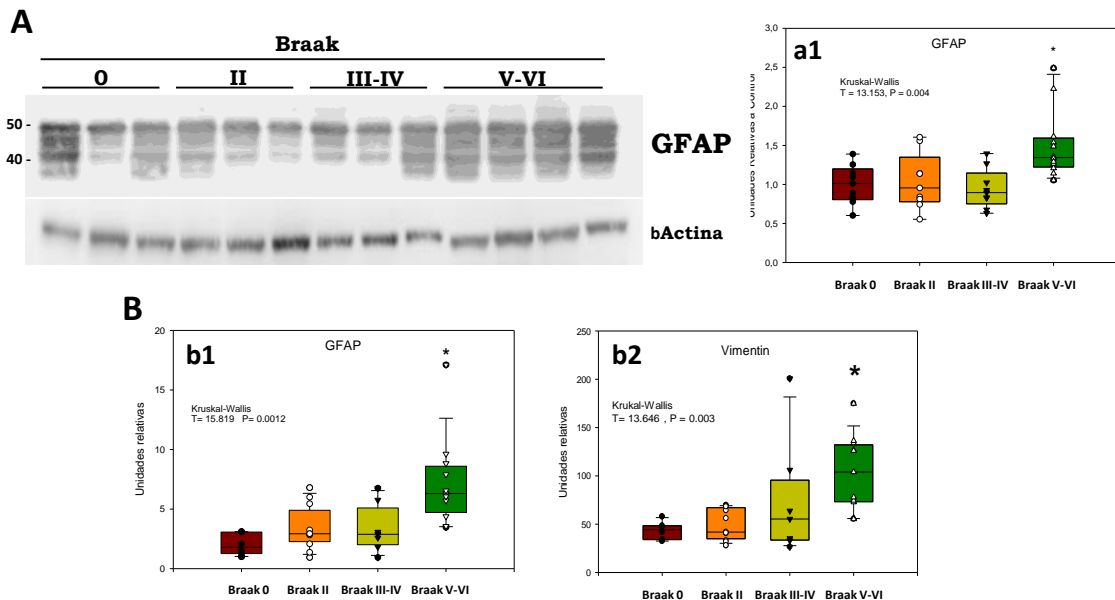 A
Braak
0 II III-IV V-VI
50 -
40 -
GFAP
bActina
a1
GFAP
Kruskal-Wallis
T = 13.153, P = 0.004
*
Unidades Relativas a Control
3,0
2,5
2,0
1,5
1,0
0,5
0,0
Braak 0 Braak II Braak III-IV Braak V-VI
B
b1
GFAP
Kruskal-Wallis
T= 15.819 P= 0.0012
*
Unidades relativas
20
15
10
5
0
Braak 0 Braak II Braak III-IV Braak V-VI
b2
Vimentin
Krukal-Wallis
T= 13.646 , P = 0.003
*
Unidades relativas
250
200
150
100
50
0
Braak 0 Braak II Braak III-IV Braak V-VI